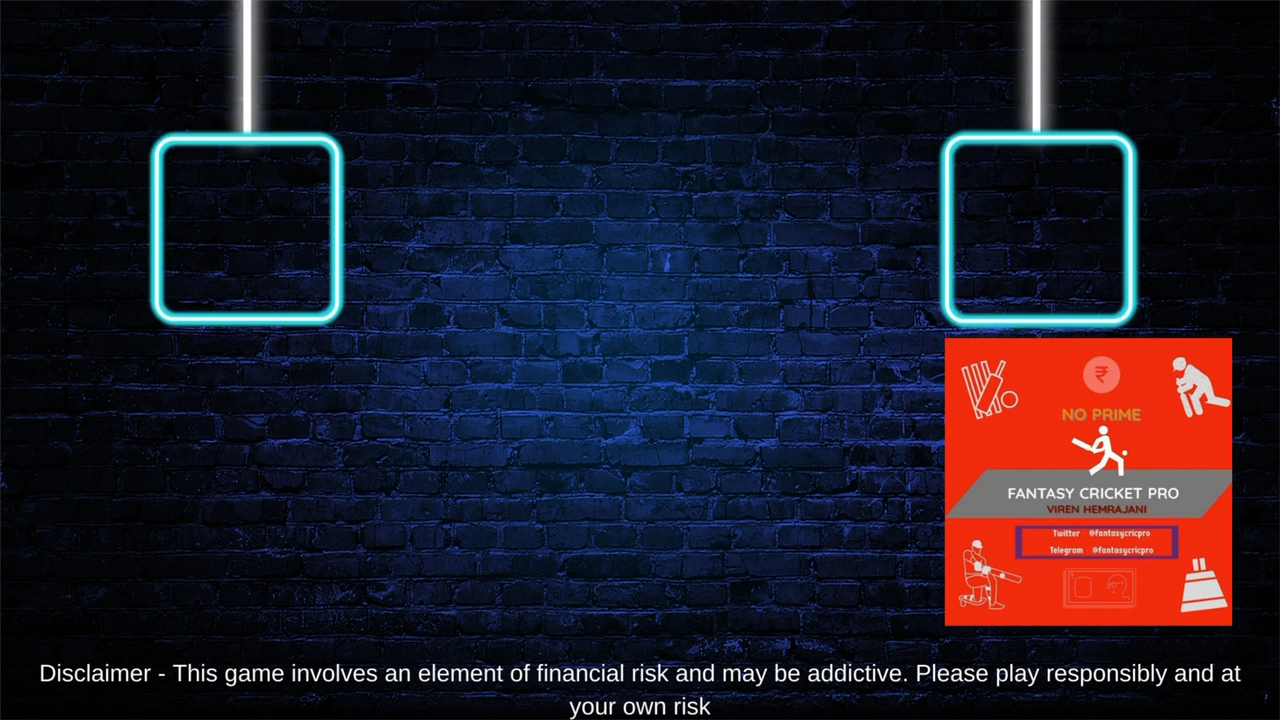 ₹
NO PRIME
FANTASY CRICKET PRO
VIREN HEMRAJANI
Twitter - @fantasycricpro
Telegram - @fantasycricpro
Disclaimer - This game involves an element of financial risk and may be addictive. Please play responsibly and at
your own risk